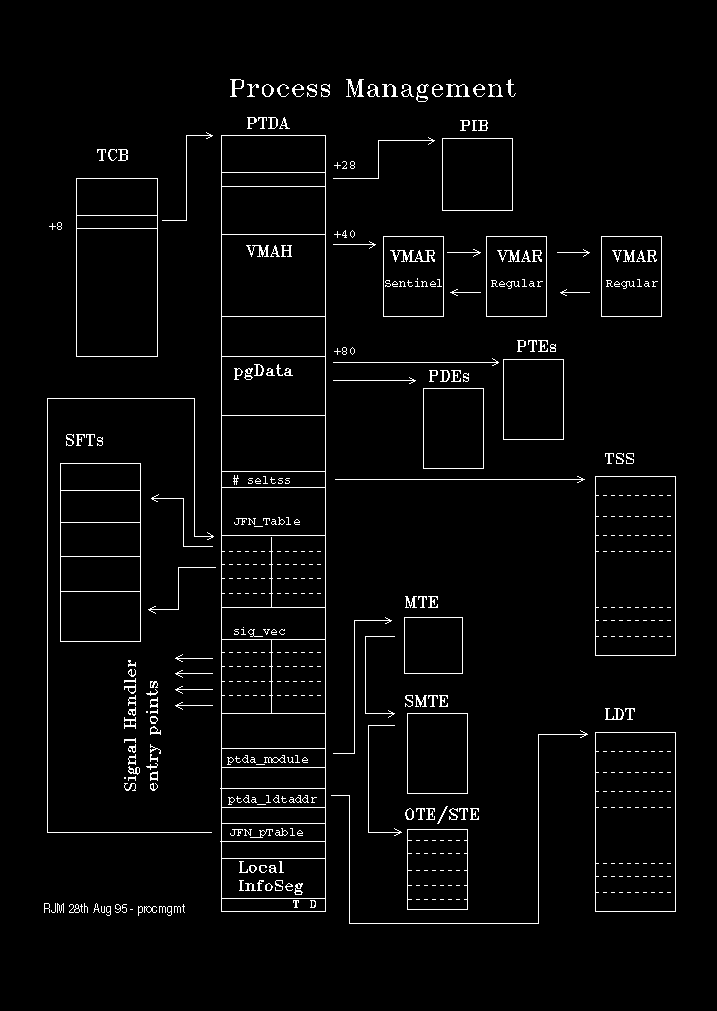 Process Management
PTDA
PIB
TCB
+28
+8
+40
VMAH
VMAR
VMAR
VMAR
Sentinel
Regular
Regular
+80
PTEs
pgData
PDEs
SFTs
TSS
# seltss
JFN_Table
MTE
sig_vec
Signal Handler
entry points
SMTE
LDT
ptda_module
ptda_ldtaddr
OTE/STE
JFN_pTable
Local
InfoSeg
T D
RJM 28th Aug 95 - procmgmt